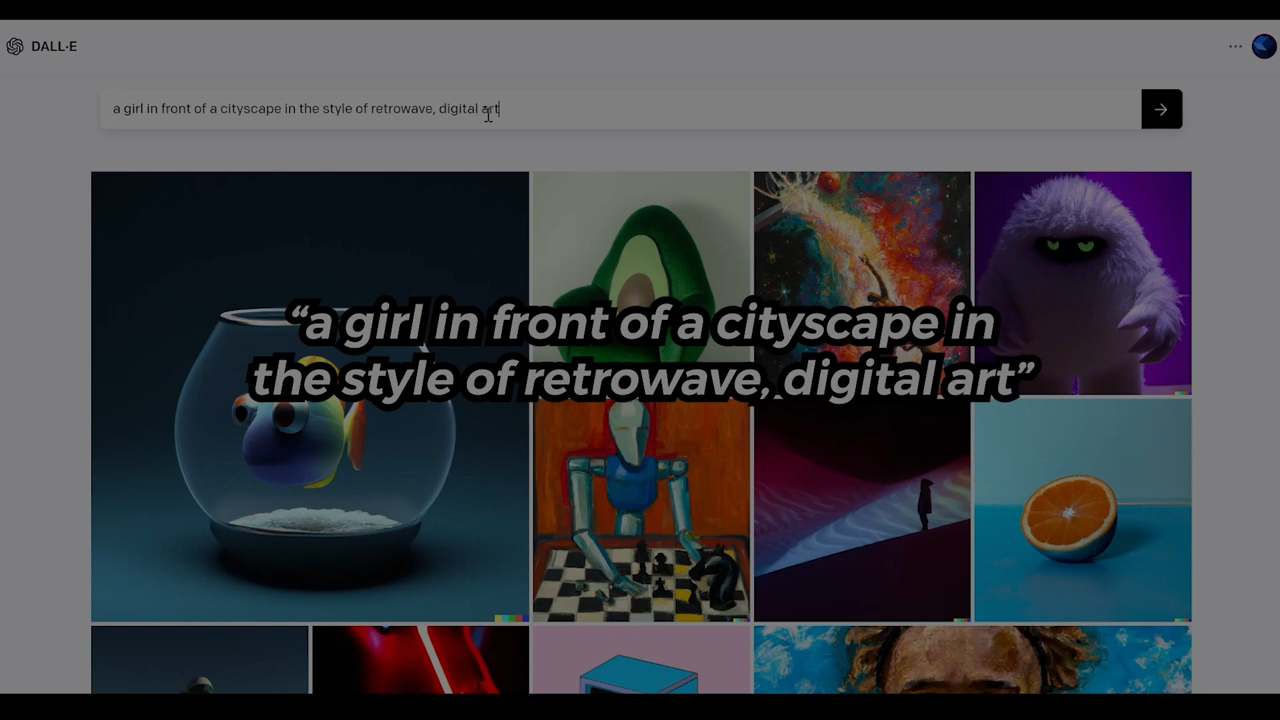 DALL·E
a girl in front of a cityscape in the style of retrowave, digital art
“a girl in front of a cityscape in
the style of retrowave, digital art”